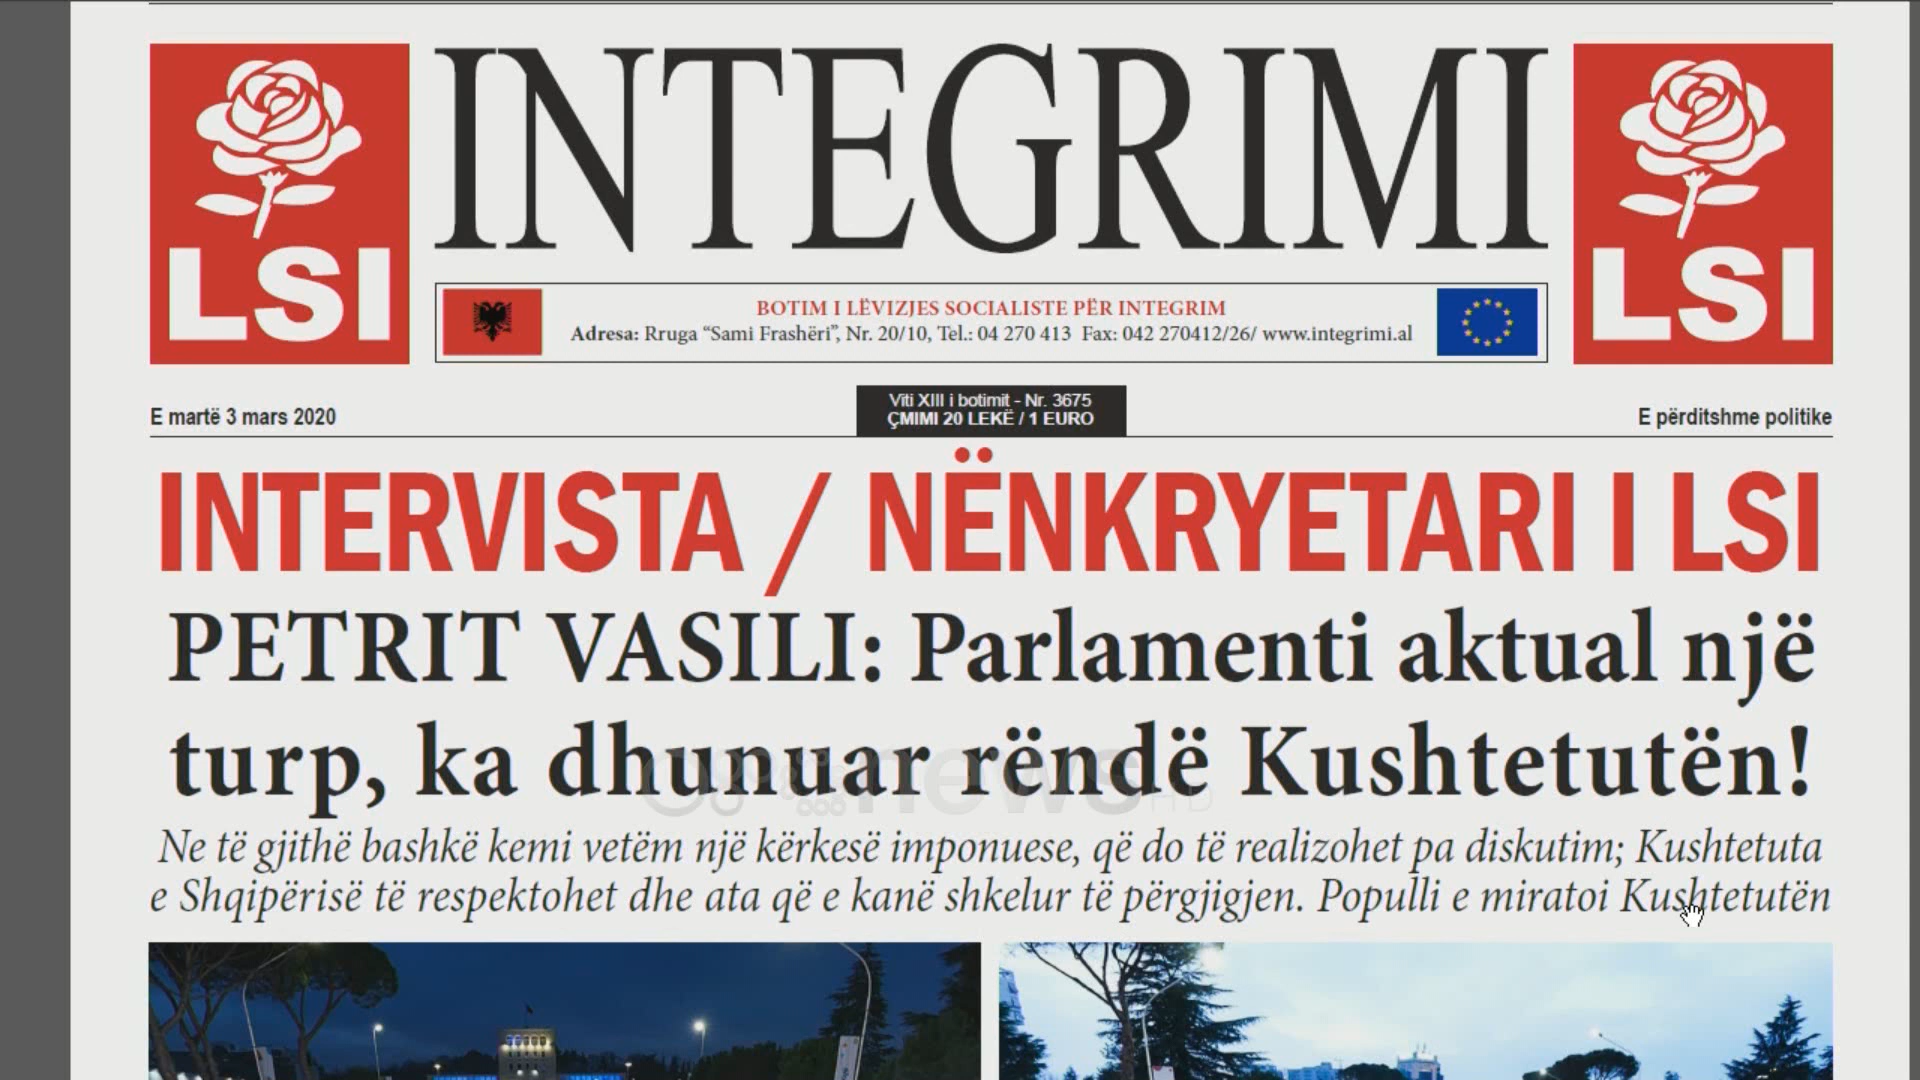 LSI
INTEGRIMI
LSI
BOTIM I LËVIZJES SOCIALISTE PËR INTEGRIM
Adresa: Rruga “Sami Frashëri”, Nr. 20/10, Tel.: 04 270 413 Fax: 042 270412/26/ www.integrimi.al
E martë 3 mars 2020
Viti XIII i botimit - Nr. 3675
ÇMIMI 20 LEKË / 1 EURO
E përditshme politike
INTERVISTA / NËNKRYETARI I LSI
PETRIT VASILI: Parlamenti aktual një
turp, ka dhunuar rëndë Kushtetutën!
news HD
Ne të gjithë bashkë kemi vetëm një kërkesë imponuese, që do të realizohet pa diskutim; Kushtetuta
e Shqipërisë të respektohet dhe ata që e kanë shkelur të përgjigjen. Populli e miratoi Kushtetutën